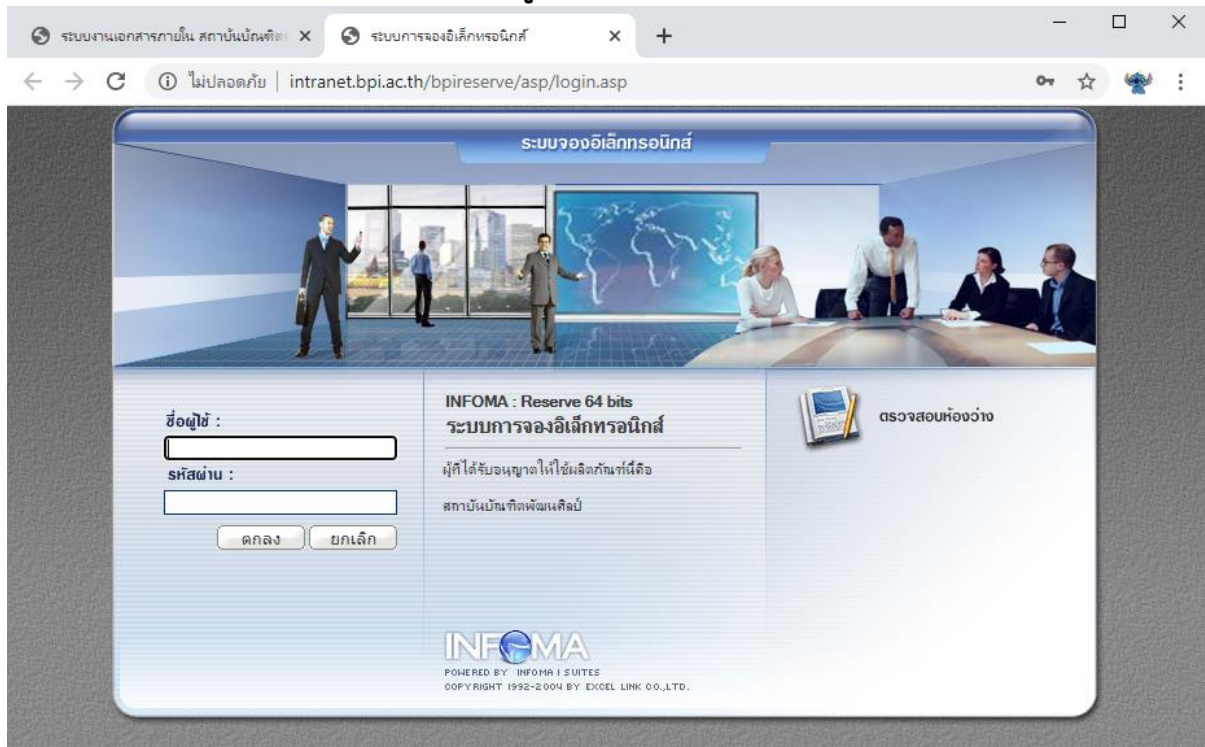 ระบบงานเอกสารภายใน สถาบันบัณฑิต
ระบบการจองอิเล็กทรอนิกส์
ไม่ปลอดภัย | intranet.bpi.ac.th/bpireserve/asp/login.asp
ระบบจองอิเล็กทรอนิกส์
ชื่อผู้ใช้ :
รหัสผ่าน :
ตกลง ยกเลิก
INFOMA : Reserve 64 bits
ระบบการจองอิเล็กทรอนิกส์
ผู้ที่ได้รับอนุญาตให้ใช้ผลิตภัณฑ์นี้คือ
สถาบันบัณฑิตพัฒนศิลป์
ตรวจสอบห้องว่าง
INFOMA
POWERED BY INFOMA I SUITES
COPYRIGHT 1992-2004 BY EXCEL LINK CO.,LTD.